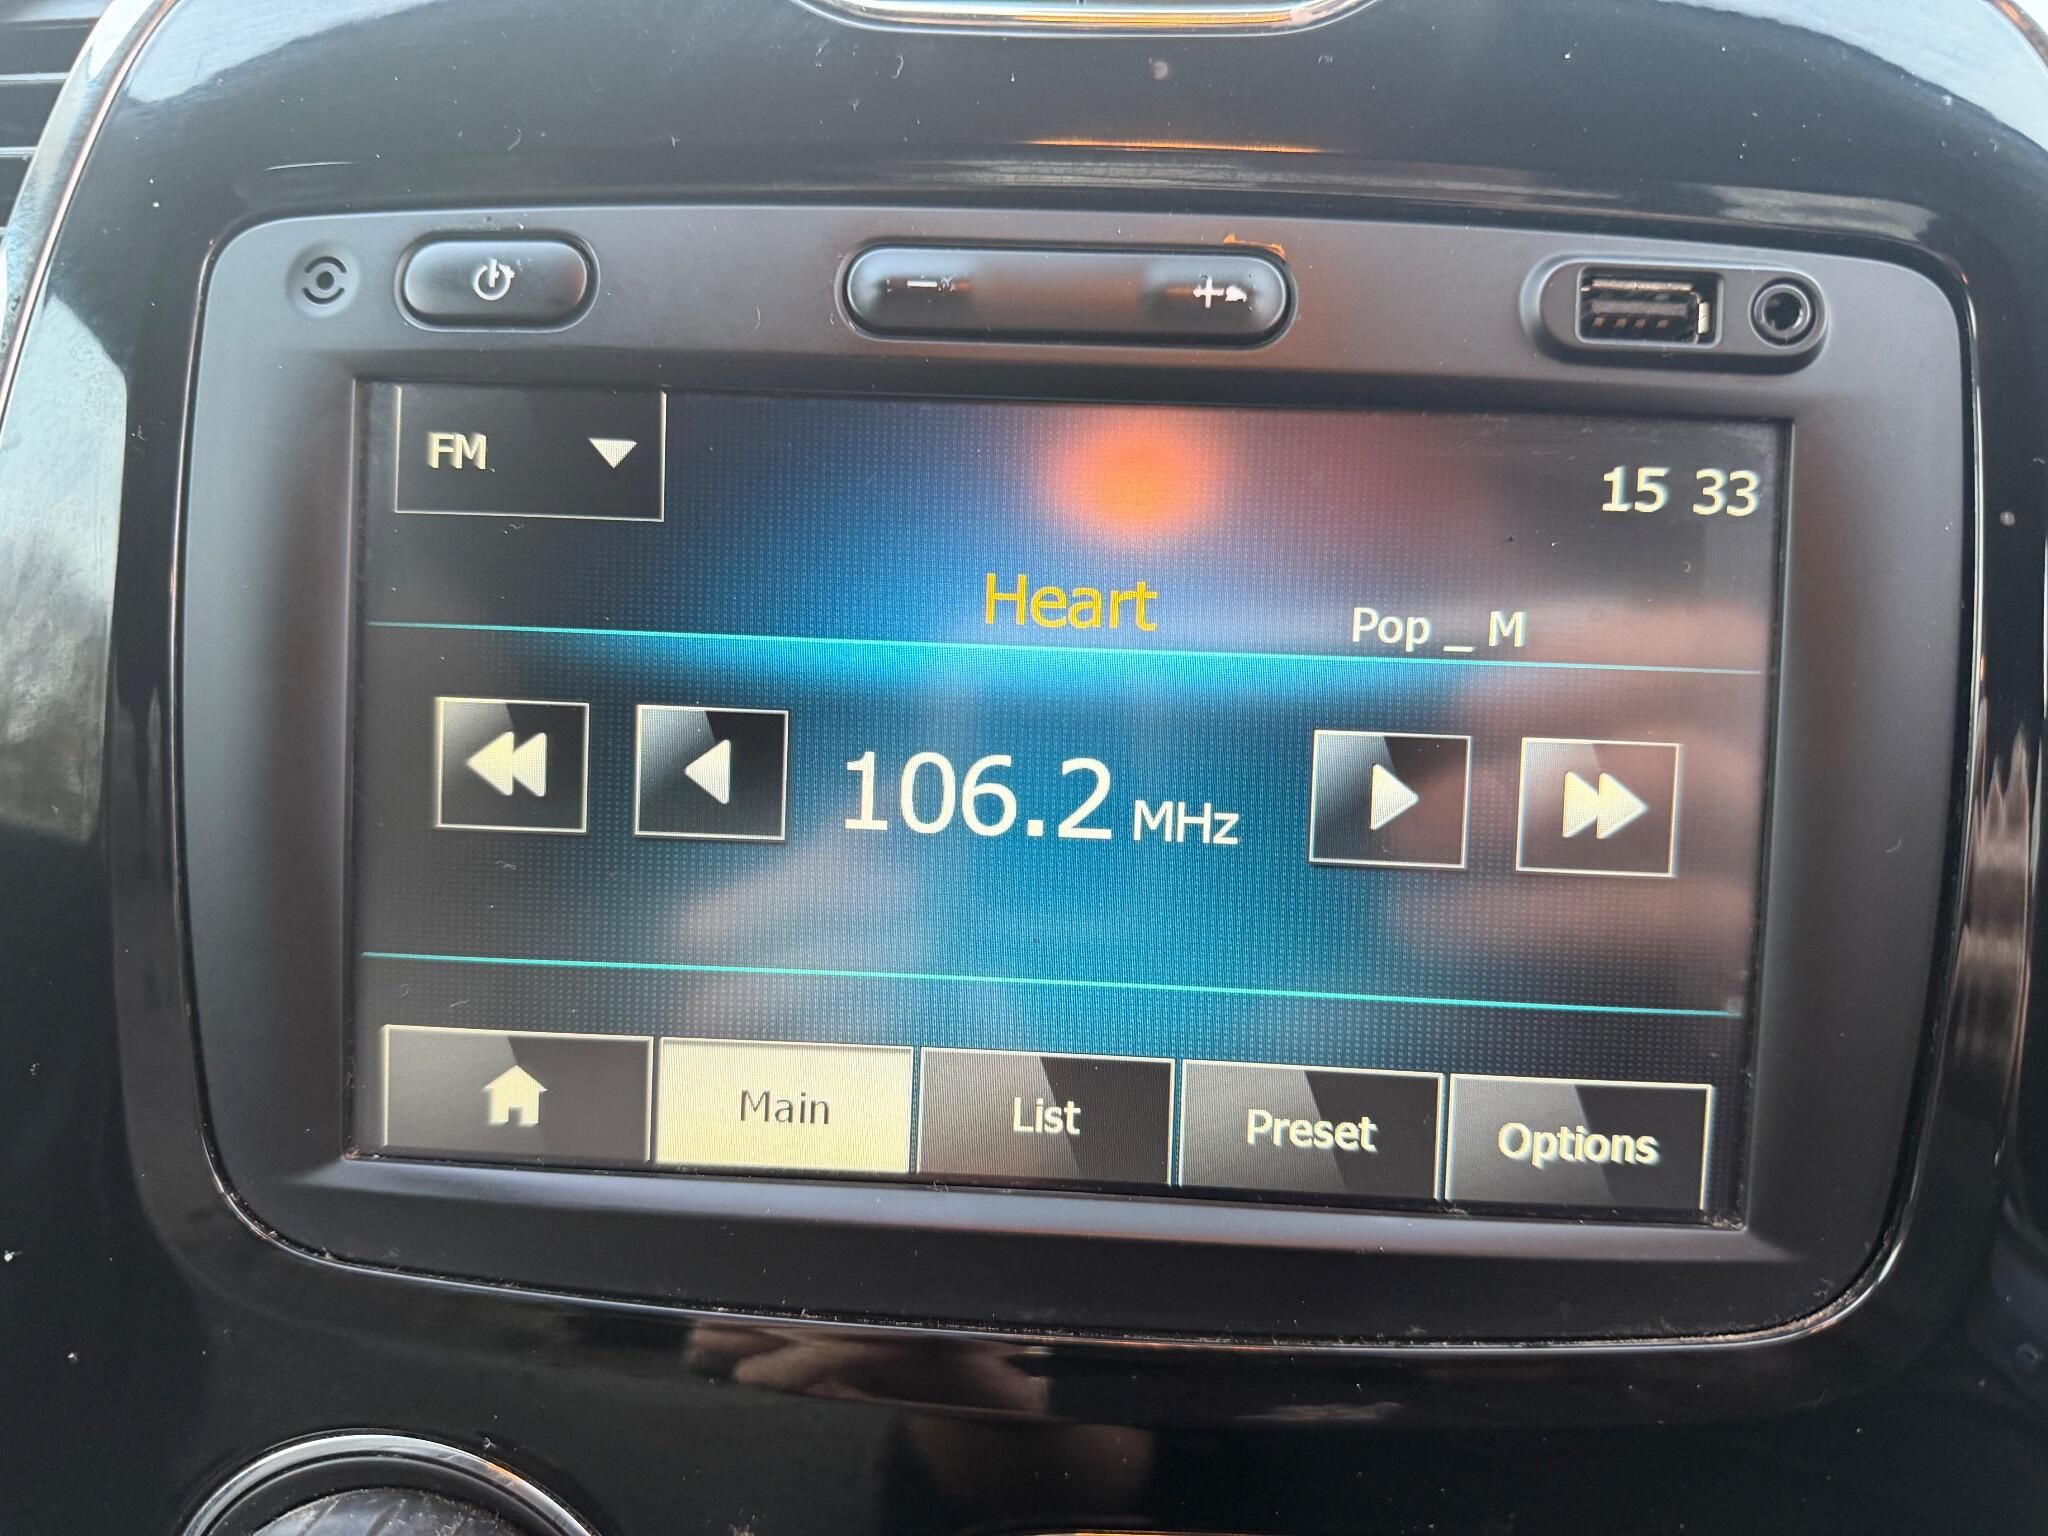 FM
15 33
Heart
Pop _ M
106.2 MHz
Main
List
Preset
Options